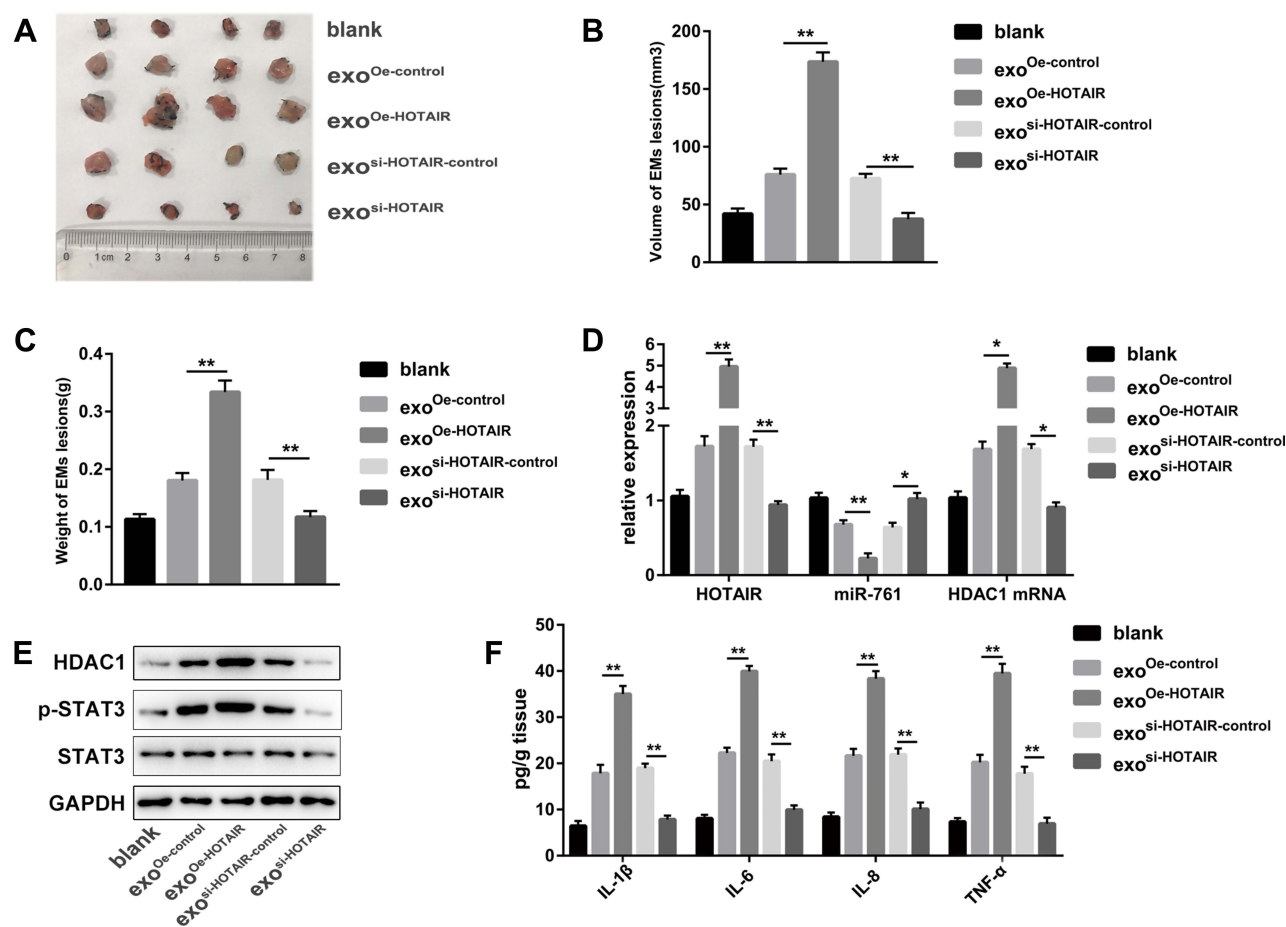 A
blank
exoOe-control
exoOe-HOTAIR
exosi-HOTAIR-control
exosi-HOTAIR
0 1cm 2 3 4 5 6 7 8
B
Volume of EMs lesions(mm3)
200
150
100
50
0
**
**
blank
exoOe-control
exoOe-HOTAIR
exosi-HOTAIR-control
exosi-HOTAIR
C
Weight of EMs lesions(g)
0.4
0.3
0.2
0.1
0.0
**
**
blank
exoOe-control
exoOe-HOTAIR
exosi-HOTAIR-control
exosi-HOTAIR
D
relative expression
6
5
4
3
2
1
0
** ** ** * * *
HOTAIR miR-761 HDAC1 mRNA
blank
exoOe-control
exoOe-HOTAIR
exosi-HOTAIR-control
exosi-HOTAIR
E
HDAC1
p-STAT3
STAT3
GAPDH
blank
exoOe-control
exoOe-HOTAIR
exosi-HOTAIR-control
exosi-HOTAIR
F
pg/g tissue
50
40
30
20
10
0
** ** ** ** ** ** ** **
IL-1β IL-6 IL-8 TNF-α
blank
exoOe-control
exoOe-HOTAIR
exosi-HOTAIR-control
exosi-HOTAIR